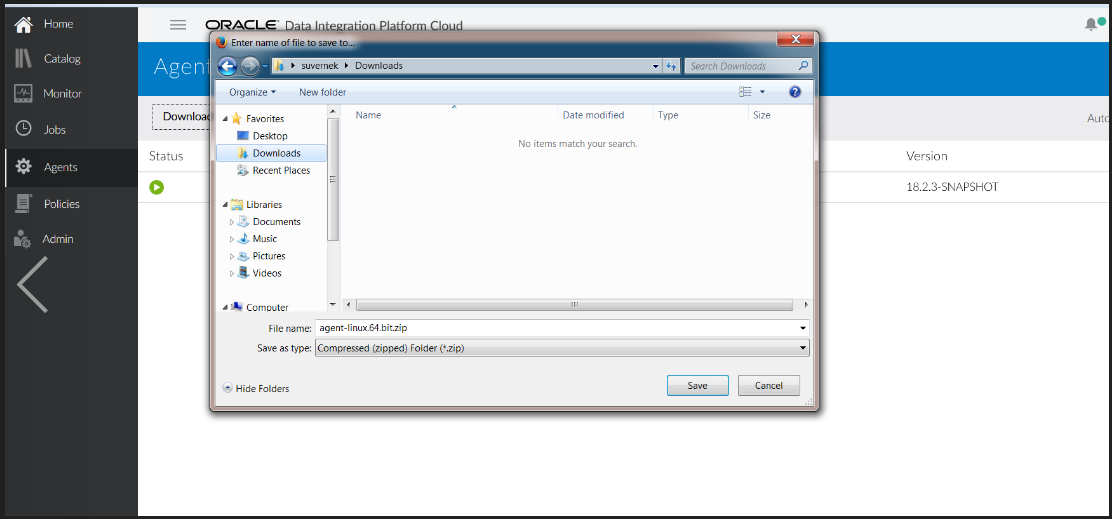 Home
Catalog
Monitor
Jobs
Agents
Policies
Admin
ORACLE® Data Integration Platform Cloud
Agent
Download
Auto
Status
Version
18.2.3-SNAPSHOT
Enter name of file to save to...
suvernek Downloads
Search Downloads
Organize New folder
Favorites
Desktop
Downloads
Recent Places
Libraries
Documents
Music
Pictures
Videos
Computer
Name Date modified Type Size
No items match your search.
File name: agent-linux.64.bit.zip
Save as type: Compressed (zipped) Folder (*.zip)
Hide Folders
Save Cancel